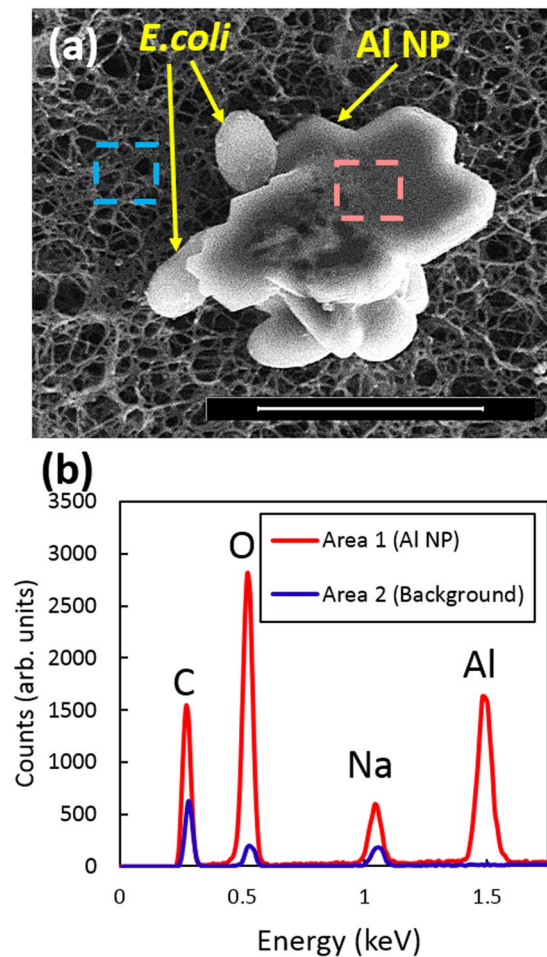 (a)
E.coli
Al NP
(b)
Counts (arb. units)
3500
3000
2500
2000
1500
1000
500
0
C
O
Na
Al
Area 1 (Al NP)
Area 2 (Background)
0
0.5
1
1.5
Energy (keV)